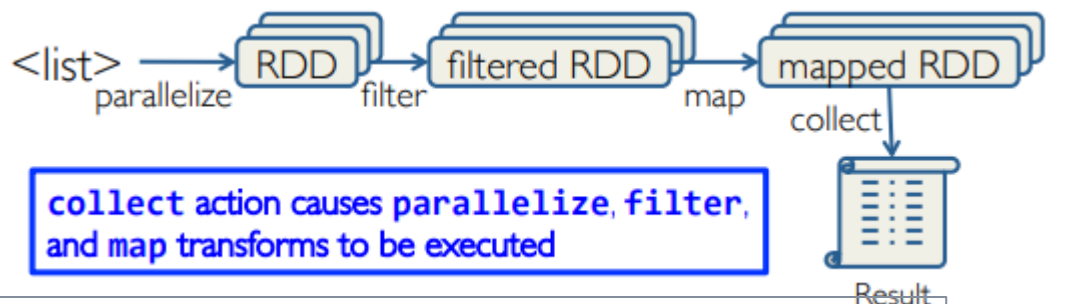 <list> RDD filtered RDD mapped RDD
parallelize filter map
collect
collect action causes parallelize, filter,
and map transforms to be executed
Result